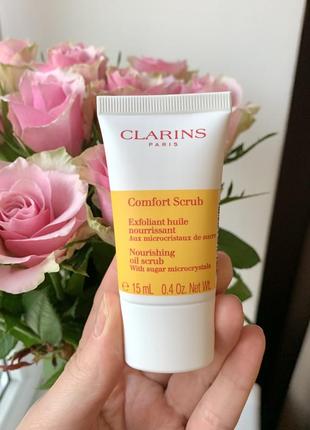 CLARINS
PARIS
Comfort Scrub
Exfoliant huile
nourrissant
Aux microcristaux de sucre
Nourishing
oil scrub
With sugar microcrystals
e 15 mL 0.4 Oz. Net Wt.